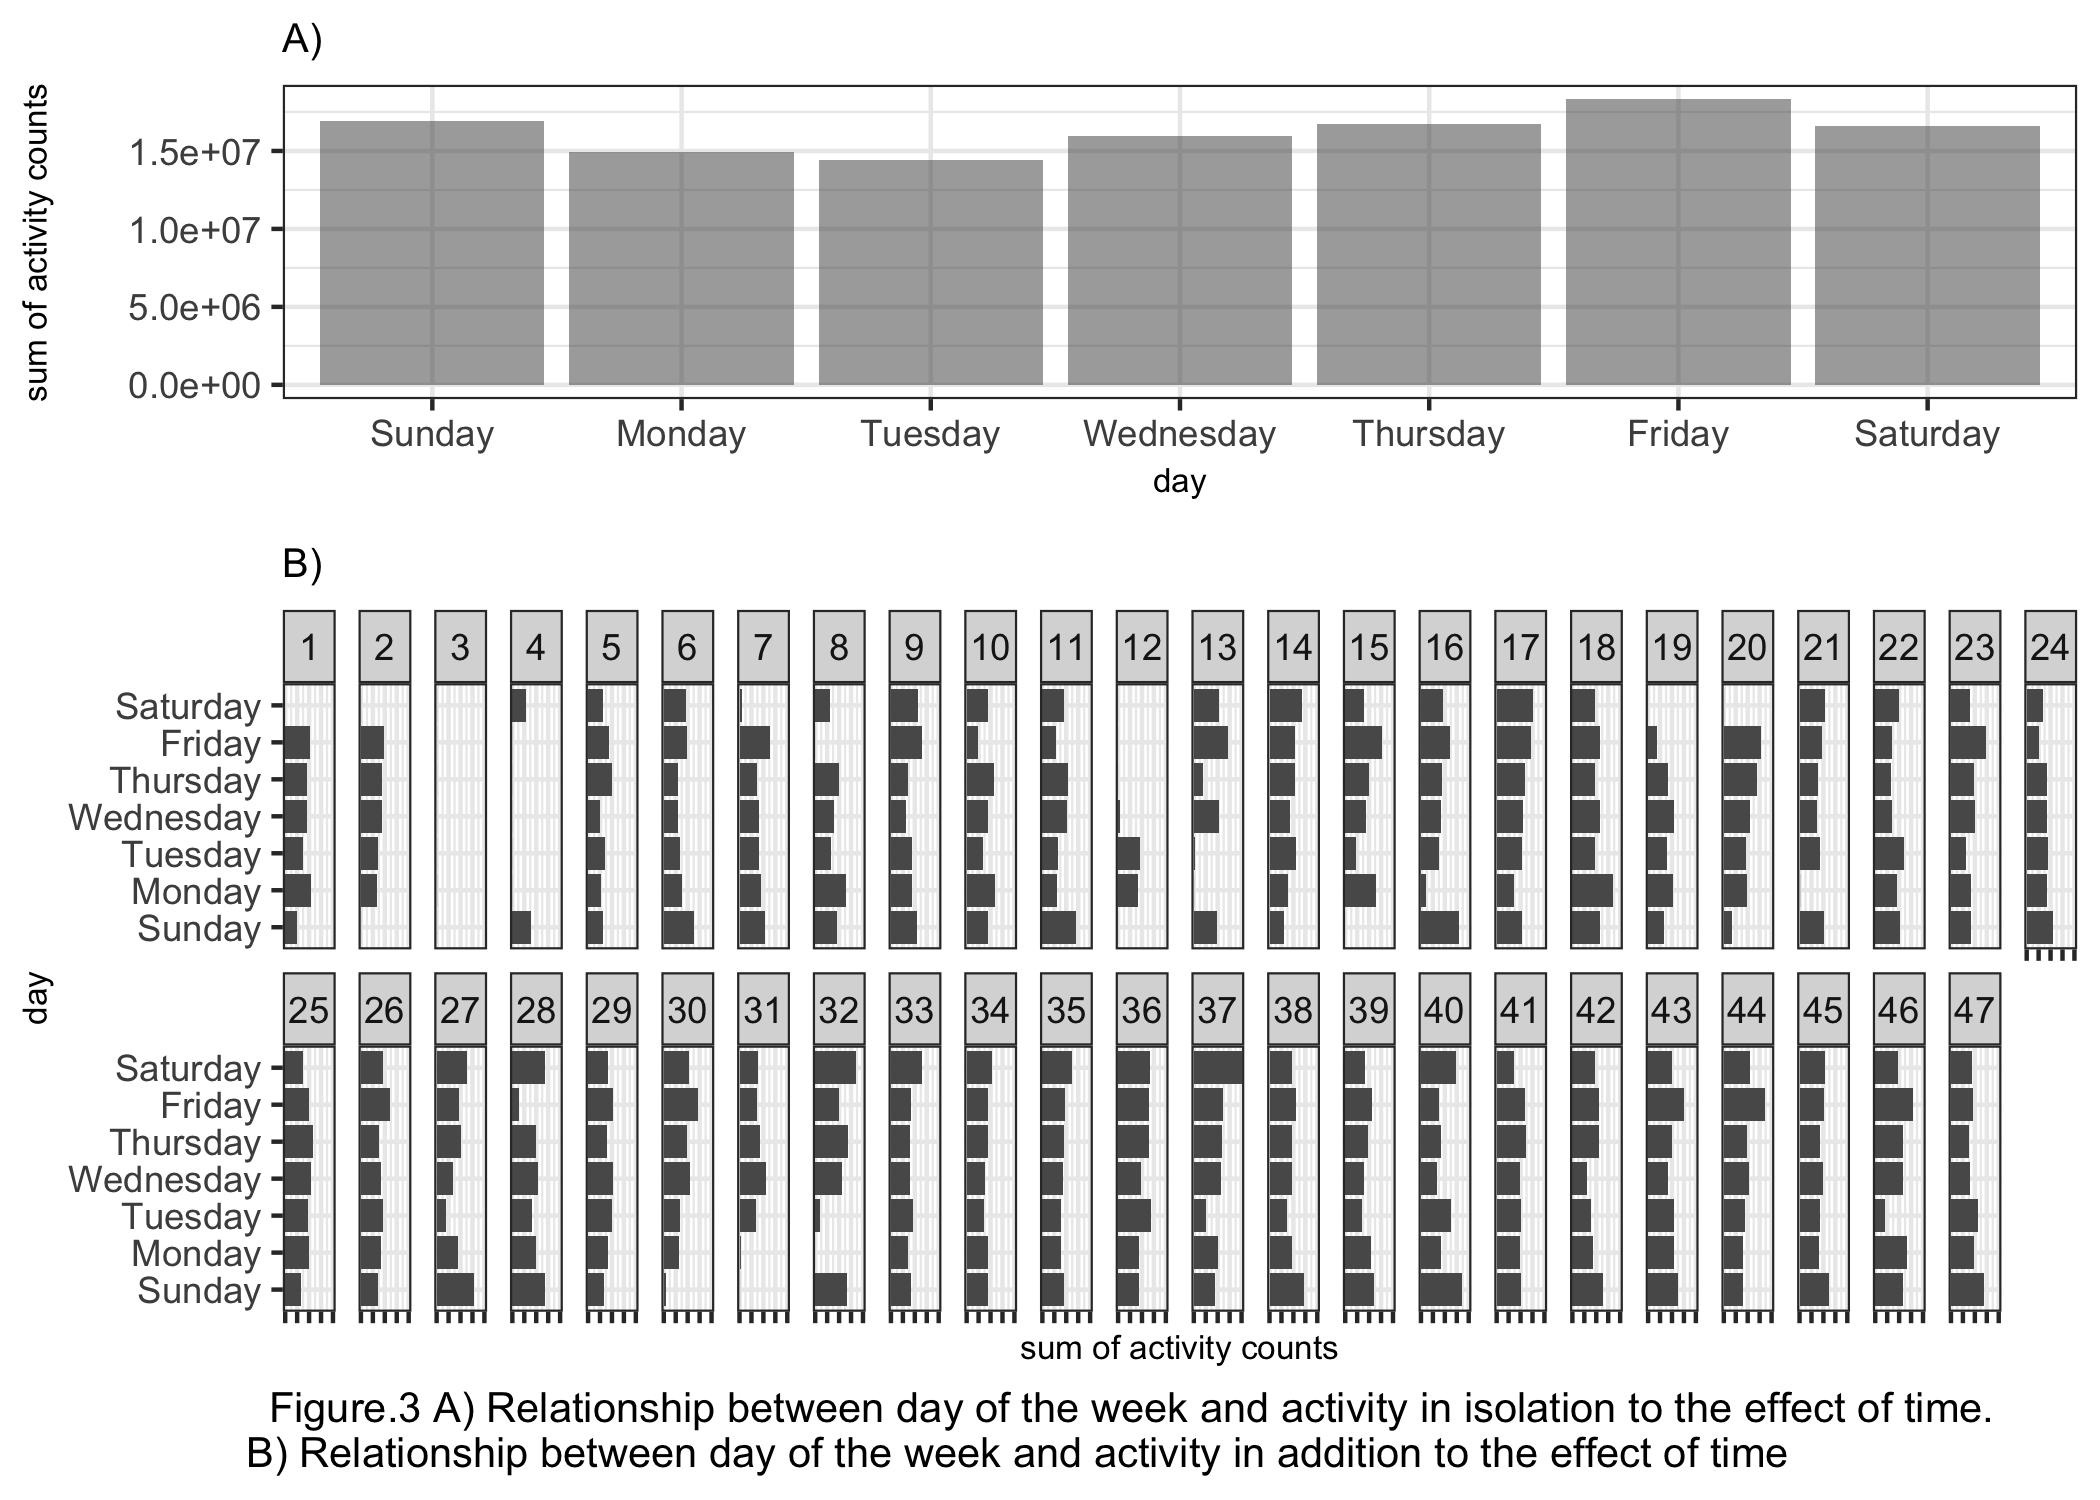 A)
sum of activity counts
1.5e+07
1.0e+07
5.0e+06
0.0e+00
Sunday Monday Tuesday Wednesday Thursday Friday Saturday
day
B)
1 2 3 4 5 6 7 8 9 10 11 12 13 14 15 16 17 18 19 20 21 22 23 24
Saturday
Friday
Thursday
Wednesday
Tuesday
Monday
Sunday
day
25 26 27 28 29 30 31 32 33 34 35 36 37 38 39 40 41 42 43 44 45 46 47
Saturday
Friday
Thursday
Wednesday
Tuesday
Monday
Sunday
sum of activity counts
Figure.3 A) Relationship between day of the week and activity in isolation to the effect of time.
B) Relationship between day of the week and activity in addition to the effect of time